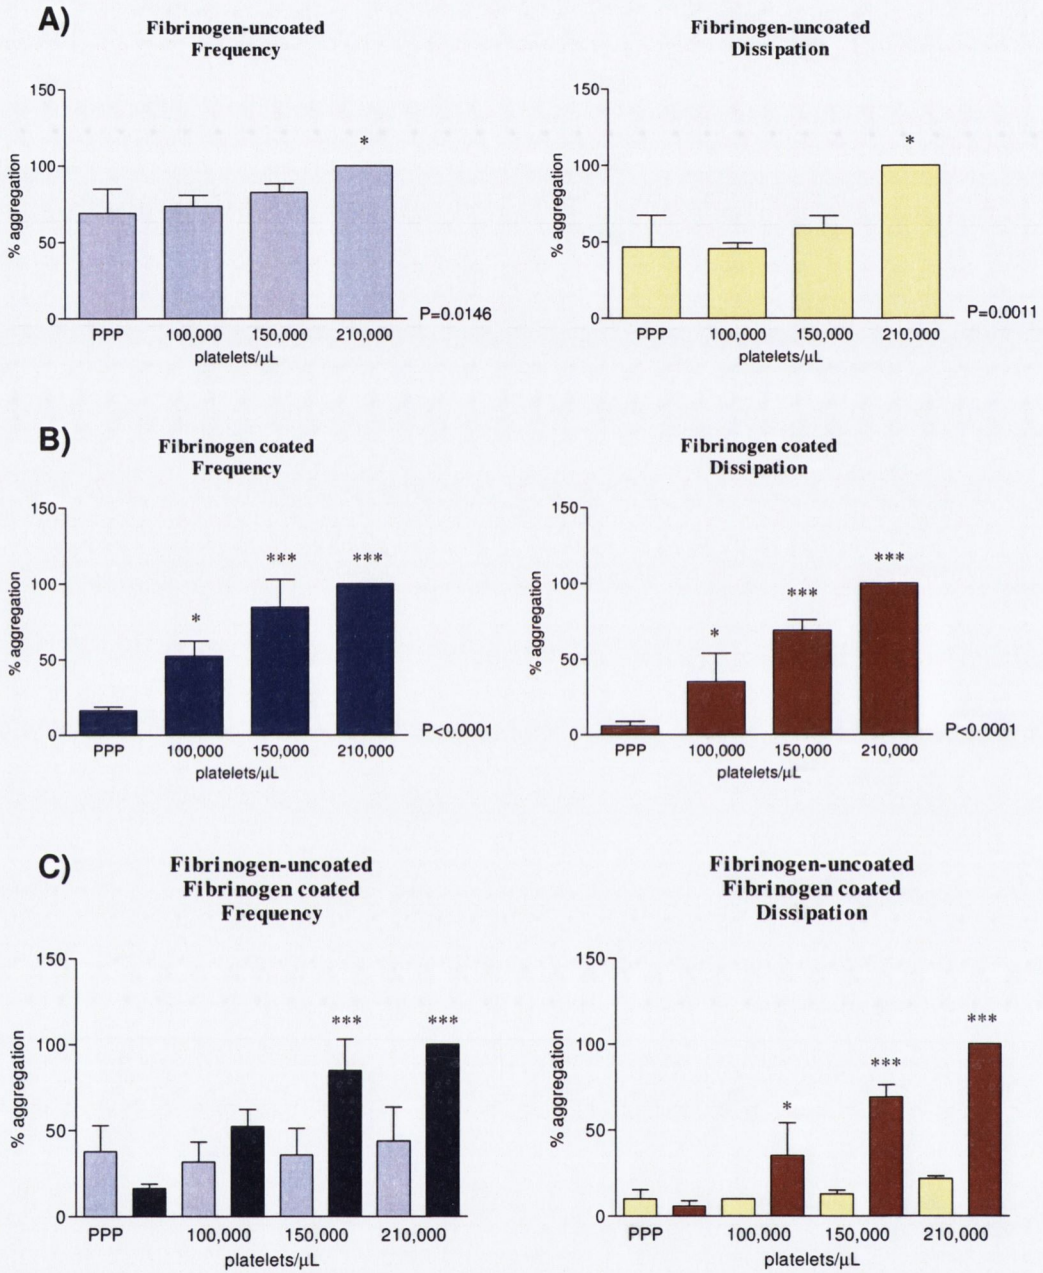 A)
Fibrinogen-uncoated
Frequency
150
100
50
0
% aggregation
*
PPP 100,000 150,000 210,000
platelets/µL
P=0.0146
Fibrinogen-uncoated
Dissipation
150
100
50
0
% aggregation
*
PPP 100,000 150,000 210,000
platelets/µL
P=0.0011
B)
Fibrinogen coated
Frequency
150
100
50
0
% aggregation
* *** ***
PPP 100,000 150,000 210,000
platelets/µL
P<0.0001
Fibrinogen coated
Dissipation
150
100
50
0
% aggregation
* *** ***
PPP 100,000 150,000 210,000
platelets/µL
P<0.0001
C)
Fibrinogen-uncoated
Fibrinogen coated
Frequency
150
100
50
0
% aggregation
*** ***
PPP 100,000 150,000 210,000
platelets/µL
Fibrinogen-uncoated
Fibrinogen coated
Dissipation
150
100
50
0
% aggregation
* *** ***
PPP 100,000 150,000 210,000
platelets/µL